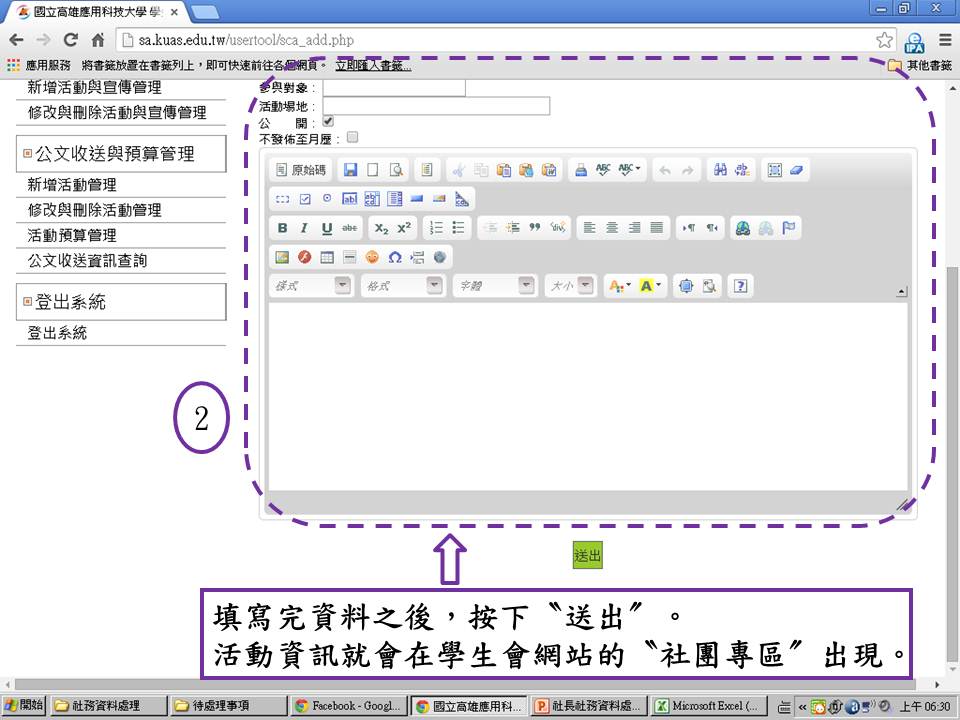 國立高雄應用科技大學 學
sa.kuas.edu.tw/usertool/sca_add.php
應用服務 將書籤放置在書籤列上，即可快速前往各個網頁。 立即匯入書籤... 其他書籤
新增活動與宣傳管理
修改與刪除活動與宣傳管理
公文收送與預算管理
新增活動管理
修改與刪除活動管理
活動預算管理
公文收送資訊查詢
登出系統
登出系統
參與對象：
活動場地：
公 開：
不發佈至月曆：
原始碼
B I U abc X₂ X²
樣式 格式 字體 大小 A A ?
2
送出
填寫完資料之後，按下〝送出〞。
活動資訊就會在學生會網站的〝社團專區〞出現。
開始 社務資料處理 待處理事項 Facebook - Googl... 國立高雄應用科... 社長社務資料處... Microsoft Excel (... 上午 06:30